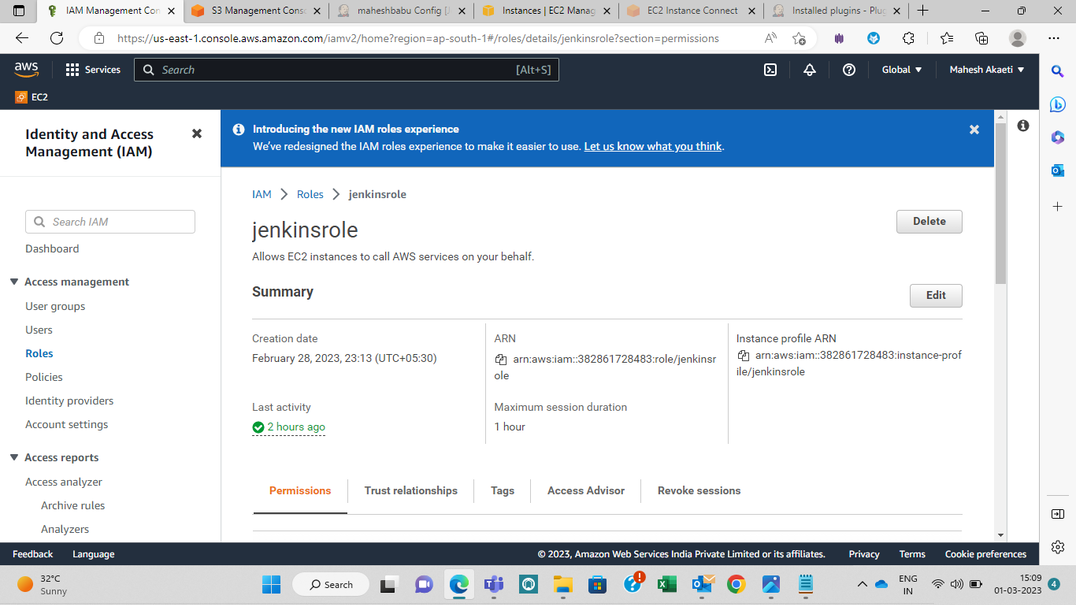 IAM Management Con
S3 Management Conso
maheshbabu Config [J
Instances | EC2 Manag
EC2 Instance Connect
Installed plugins - Plug
https://us-east-1.console.aws.amazon.com/iamv2/home?region=ap-south-1#/roles/details/jenkinsrole?section=permissions
aws
Services
Search
[Alt+S]
Global
Mahesh Akaeti
EC2
Identity and Access
Management (IAM)
Search IAM
Dashboard
Access management
User groups
Users
Roles
Policies
Identity providers
Account settings
Access reports
Access analyzer
Archive rules
Analyzers
Introducing the new IAM roles experience
We've redesigned the IAM roles experience to make it easier to use. Let us know what you think.
IAM > Roles > jenkinsrole
jenkinsrole
Delete
Allows EC2 instances to call AWS services on your behalf.
Summary
Edit
Creation date
February 28, 2023, 23:13 (UTC+05:30)
ARN
arn:aws:iam::382861728483:role/jenkinsr
ole
Instance profile ARN
arn:aws:iam::382861728483:instance-prof
ile/jenkinsrole
Last activity
2 hours ago
Maximum session duration
1 hour
Permissions
Trust relationships
Tags
Access Advisor
Revoke sessions
Feedback
Language
© 2023, Amazon Web Services India Private Limited or its affiliates.
Privacy
Terms
Cookie preferences
32°C
Sunny
Search
ENG
IN
15:09
01-03-2023
4